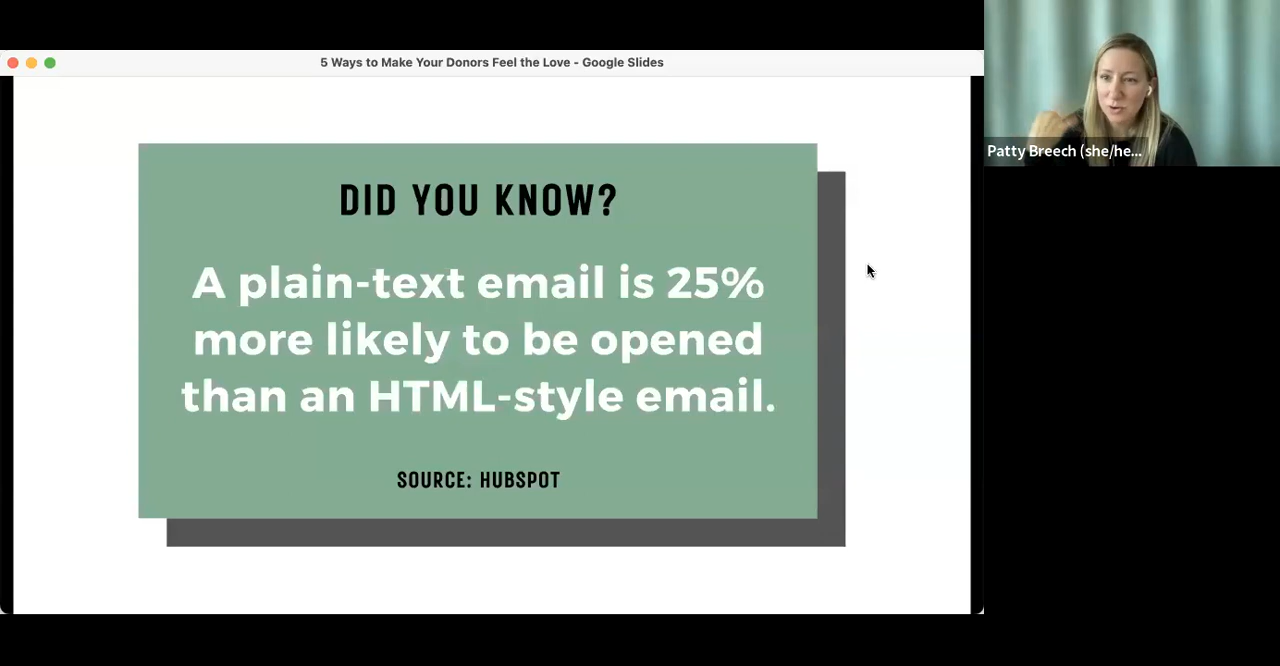 5 Ways to Make Your Donors Feel the Love - Google Slides
DID YOU KNOW?
A plain-text email is 25%
more likely to be opened
than an HTML-style email.
SOURCE: HUBSPOT
Patty Breech (she/he...